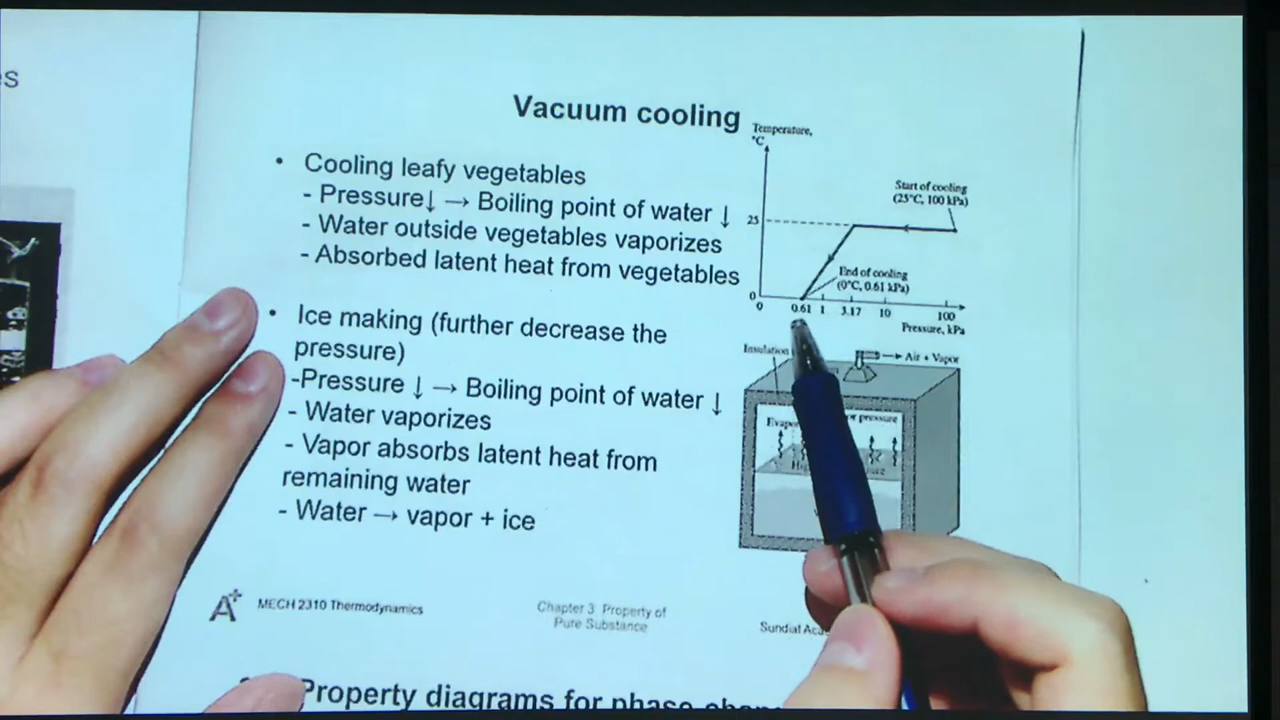 es
Vacuum cooling
• Cooling leafy vegetables
- Pressure↓ → Boiling point of water ↓
- Water outside vegetables vaporizes
- Absorbed latent heat from vegetables
• Ice making (further decrease the
pressure)
-Pressure ↓ → Boiling point of water ↓
- Water vaporizes
- Vapor absorbs latent heat from
remaining water
- Water → vapor + ice
Temperature,
°C
Start of cooling
(25°C, 100 kPa)
25
End of cooling
(0°C, 0.61 kPa)
0
0 0.61 1 3.17 10 100
Pressure, kPa
Insulation
Air + Vapor
pressure
A+ MECH 2310 Thermodynamics
Chapter 3 Property of
Pure Substance
Sundial
Property diagrams for phase